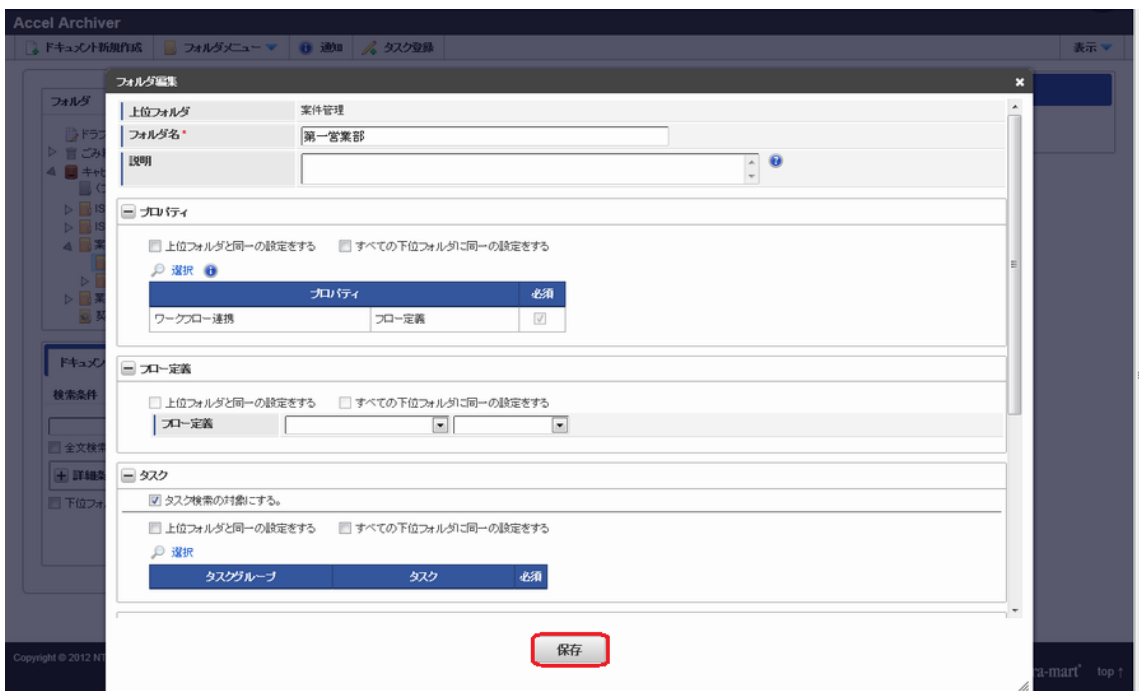 Accel Archiver
ドキュメント新規作成 フォルダメニュー 通知 タスク登録 表示
フォルダ編集
フォルダ
上位フォルダ 案件管理
フォルダ名* 第一営業部
説明
プロパティ
上位フォルダと同一の設定をする すべての下位フォルダに同一の設定をする
選択
プロパティ 必須
ワークフロー連携 フロー定義
フロー定義
上位フォルダと同一の設定をする すべての下位フォルダに同一の設定をする
フロー定義
タスク
タスク検索の対象にする。
上位フォルダと同一の設定をする すべての下位フォルダに同一の設定をする
選択
タスクグループ タスク 必須
保存
検索条件
全文検索
Copyright © 2012 NT
ra-mart top ↑